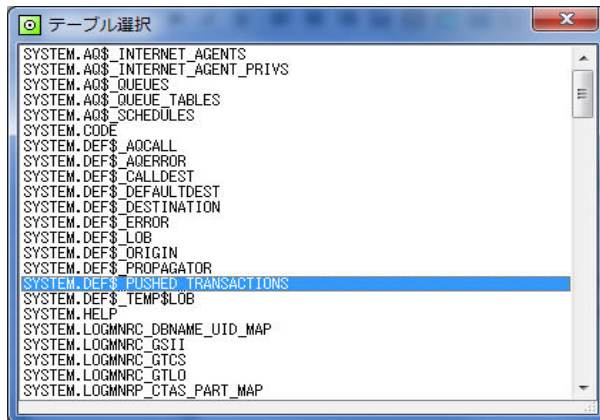 テーブル選択
SYSTEM.AQ$_INTERNET_AGENTS
SYSTEM.AQ$_INTERNET_AGENT_PRIVS
SYSTEM.AQ$_QUEUES
SYSTEM.AQ$_QUEUE_TABLES
SYSTEM.AQ$_SCHEDULES
SYSTEM.CODE
SYSTEM.DEF$_AQCALL
SYSTEM.DEF$_AQERROR
SYSTEM.DEF$_CALLDEST
SYSTEM.DEF$_DEFAULTDEST
SYSTEM.DEF$_DESTINATION
SYSTEM.DEF$_ERROR
SYSTEM.DEF$_LOB
SYSTEM.DEF$_ORIGIN
SYSTEM.DEF$_PROPAGATOR
SYSTEM.DEF$_PUSHED_TRANSACTIONS
SYSTEM.DEF$_TEMP$LOB
SYSTEM.HELP
SYSTEM.LOGMNRC_DBNAME_UID_MAP
SYSTEM.LOGMNRC_GSII
SYSTEM.LOGMNRC_GTCS
SYSTEM.LOGMNRC_GTLO
SYSTEM.LOGMNRP_CTAS_PART_MAP